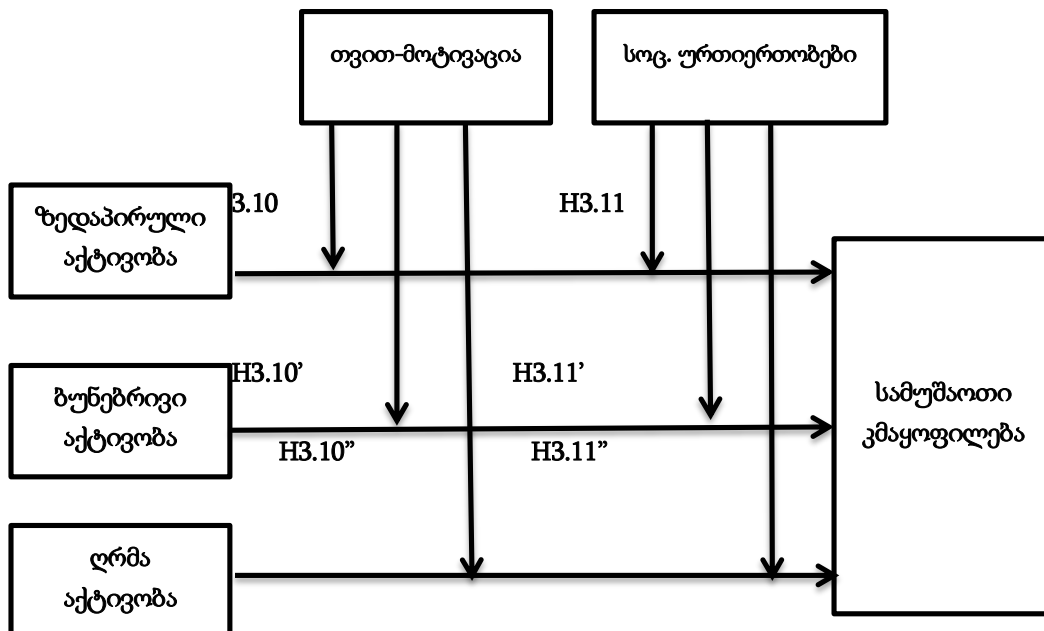 თვით-მოტივაცია
სოც. ურთიერთობები
3.10
H3.11
ზედაპირული
აქტივობა
H3.10’
H3.11’
ბუნებრივი
აქტივობა
სამუშაოთი
კმაყოფილება
H3.10”
H3.11”
ღრმა
აქტივობა